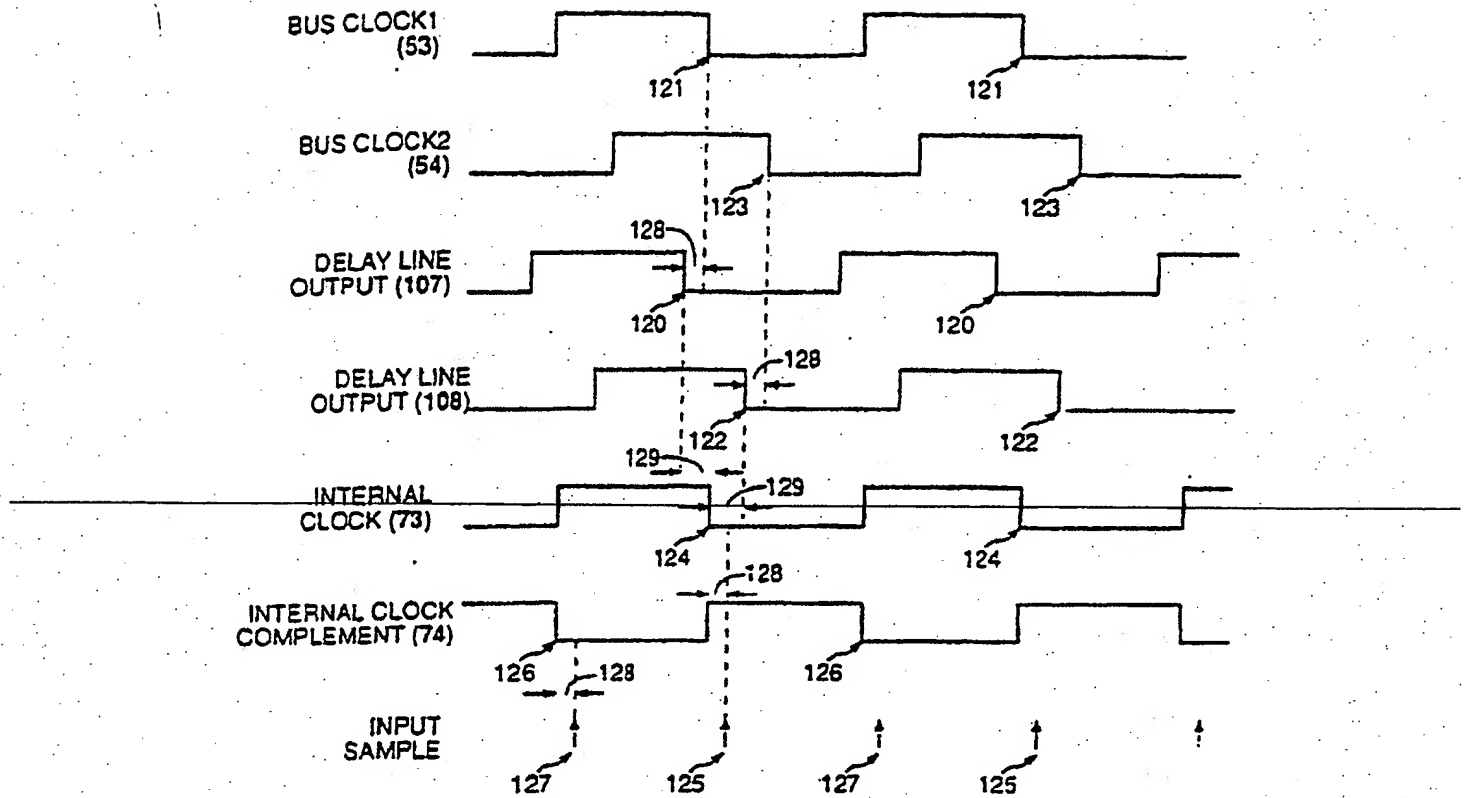 BUS CLOCK1
(53)
121
121
BUS CLOCK2
(54)
123
123
128
DELAY LINE
OUTPUT (107)
120
120
128
DELAY LINE
OUTPUT (108)
122
122
129
129
INTERNAL
CLOCK (73)
124
124
128
INTERNAL CLOCK
COMPLEMENT (74)
126
126
128
INPUT
SAMPLE
127
125
127
125